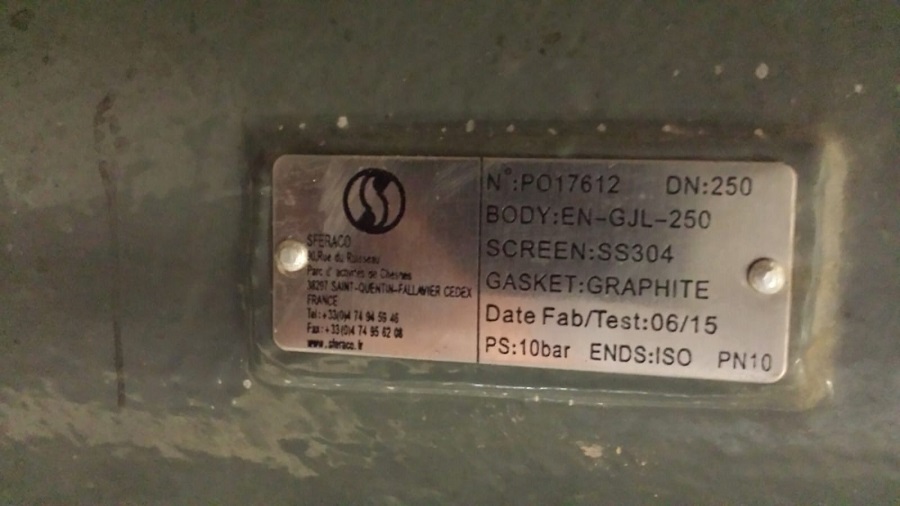 SFERACO
Rue du Ruisseau
Parc d' activités de Chesnes
38297 SAINT-QUENTIN-FALLAVIER CEDEX
FRANCE
Tel:+33(0)4 74 94 59 46
Fax:+33(0)4 74 95 62 08
www.sferaco.fr
N°:PO17612 DN:250
BODY:EN-GJL-250
SCREEN:SS304
GASKET:GRAPHITE
Date Fab/Test:06/15
PS:10bar ENDS:ISO PN10